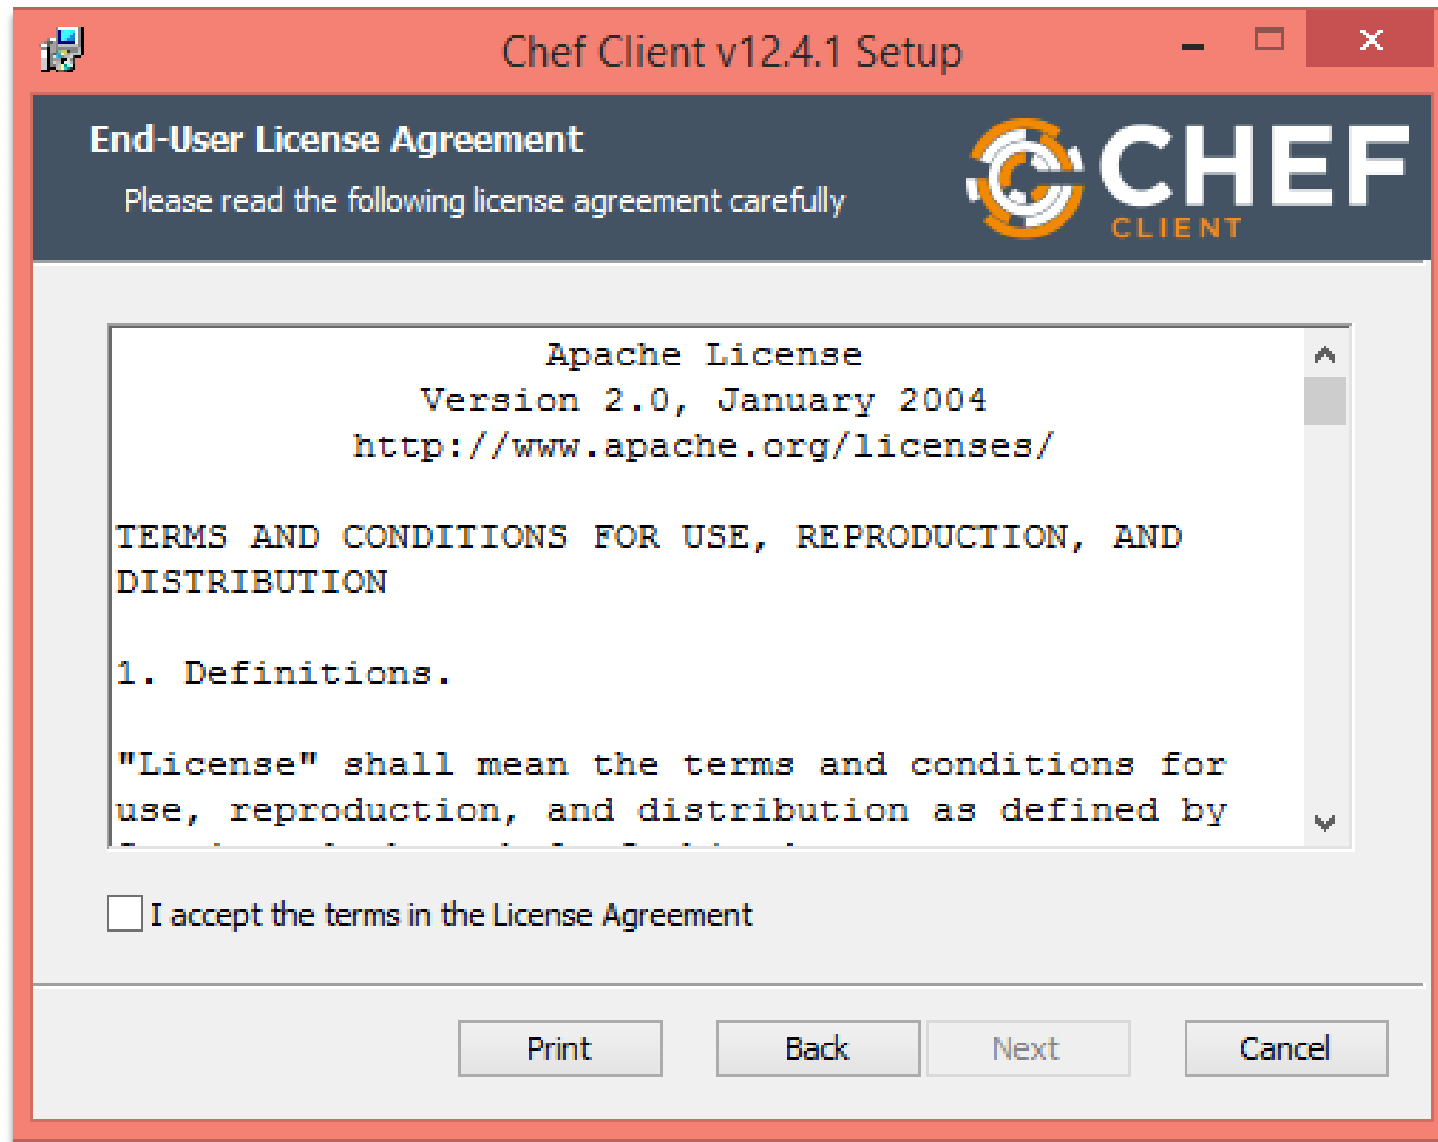 Chef Client v12.4.1 Setup
End-User License Agreement
Please read the following license agreement carefully
CHEF
CLIENT
Apache License
Version 2.0, January 2004
http://www.apache.org/licenses/
TERMS AND CONDITIONS FOR USE, REPRODUCTION, AND
DISTRIBUTION
1. Definitions.
"License" shall mean the terms and conditions for
use, reproduction, and distribution as defined by
I accept the terms in the License Agreement
Print Back Next Cancel